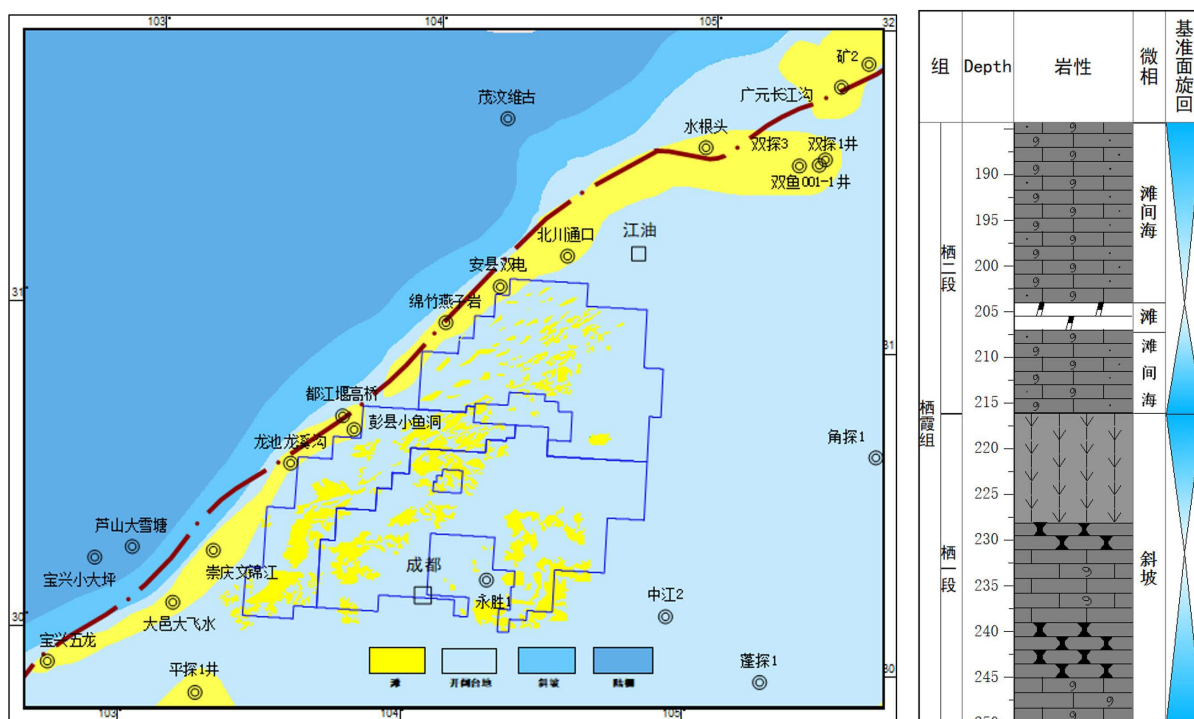 103
104
105
32
矿2
广元长江沟
茂汶维古
水根头
双探3
双探1井
双鱼001-1井
北川通口
江油
安县双电
31
绵竹燕子岩
31
都江堰高桥
彭县小鱼洞
龙池龙溪沟
角探1
芦山大雪塘
宝兴小大坪
崇庆文锦江
成都
30
大邑大飞水
永胜1
中江2
宝兴五龙
平探1井
蓬探1
30
滩
开阔台地
斜坡
陆棚
103
104
105
组
Depth
岩性
微相
基准面旋回
190
195
200
205
210
215
220
225
230
235
240
245
250
栖霞组
栖二段
栖一段
滩间海
滩
滩间海
斜坡